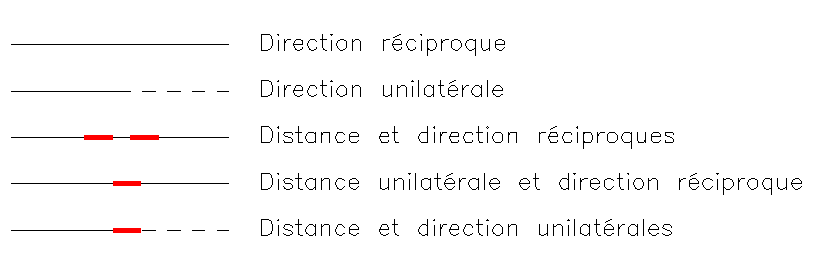 Direction réciproque
Direction unilatérale
Distance et direction réciproques
Distance unilatérale et direction réciproque
Distance et direction unilatérales